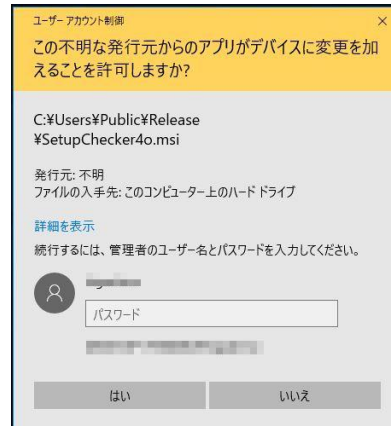 ユーザー アカウント制御
この不明な発行元からのアプリがデバイスに変更を加
えることを許可しますか?
C:¥Users¥Public¥Release
¥SetupChecker4o.msi
発行元: 不明
ファイルの入手先: このコンピューター上のハード ドライブ
詳細を表示
続行するには、管理者のユーザー名とパスワードを入力してください。
パスワード
はい
いいえ